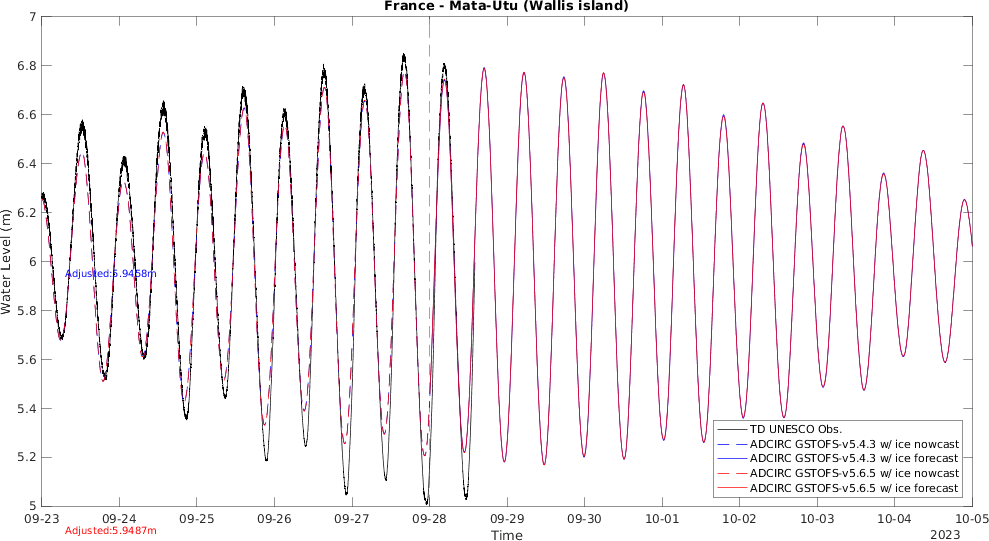 France - Mata-Utu (Wallis island)
7
6.8
6.6
6.4
6.2
6
5.8
5.6
5.4
5.2
5
Water Level (m)
Adjusted:5.9458m
TD UNESCO Obs.
ADCIRC GSTOFS-v5.4.3 w/ ice nowcast
ADCIRC GSTOFS-v5.4.3 w/ ice forecast
ADCIRC GSTOFS-v5.6.5 w/ ice nowcast
ADCIRC GSTOFS-v5.6.5 w/ ice forecast
09-23 09-24 09-25 09-26 09-27 09-28 09-29 09-30 10-01 10-02 10-03 10-04 10-05
Adjusted:5.9487m
Time
2023